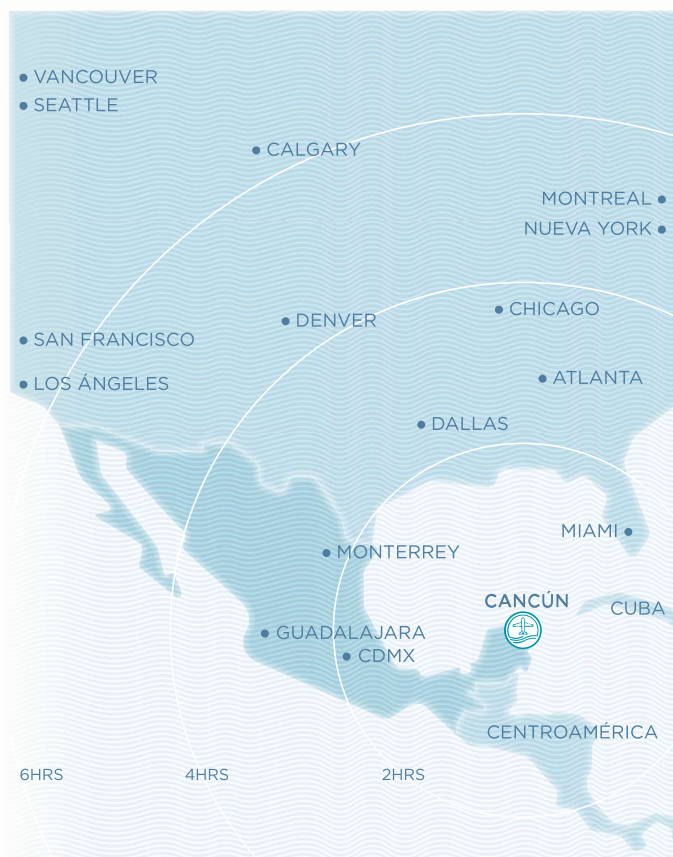 VANCOUVER
SEATTLE
CALGARY
MONTREAL
NUEVA YORK
CHICAGO
DENVER
SAN FRANCISCO
ATLANTA
LOS ÁNGELES
DALLAS
MIAMI
MONTERREY
CANCÚN
CUBA
GUADALAJARA
CDMX
CENTROAMÉRICA
6HRS
4HRS
2HRS